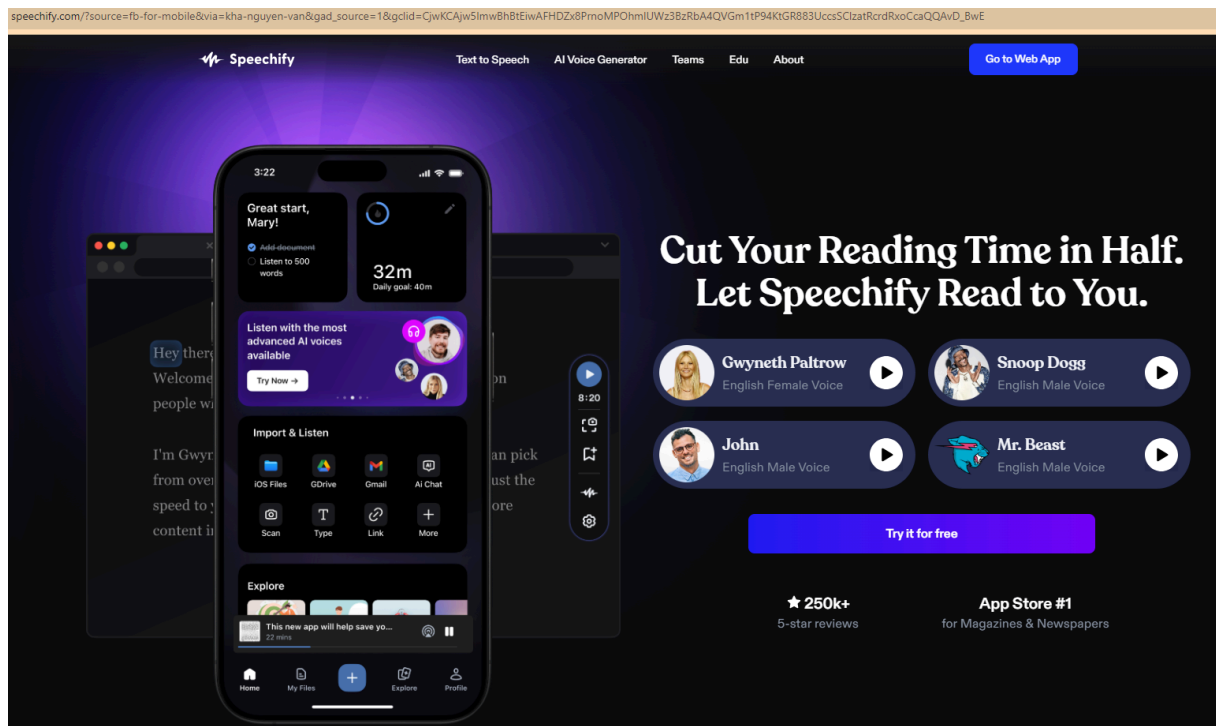 speechify.com/?source=fb-for-mobile&via=kha-nguyen-van&gad_source=1&gclid=CjwKCAjw5ImwBhBtEiwAFHDZx8PrnoMPOhmlUWz3BzRbA4QVGm1tP94KtGR883UccsSClzatRcrdRxoCcaQQAvD_BwE
Speechify
Text to Speech
AI Voice Generator
Teams
Edu
About
Go to Web App
3:22
Great start,
Mary!
Add document
Listen to 500
words
32m
Daily goal: 40m
Listen with the most
advanced AI voices
available
Try Now →
Import & Listen
iOS Files
GDrive
Gmail
AI
Ai Chat
Scan
T
Type
Link
More
Explore
This new app will help save yo...
22 mins
Home
My Files
Explore
Profile
Hey there
Welcome on
people
I'm an pick
from ust the
speed to ore
content
8:20
Cut Your Reading Time in Half.
Let Speechify Read to You.
Gwyneth Paltrow
English Female Voice
Snoop Dogg
English Male Voice
John
English Male Voice
Mr. Beast
English Male Voice
Try it for free
250k+
5-star reviews
App Store #1
for Magazines & Newspapers